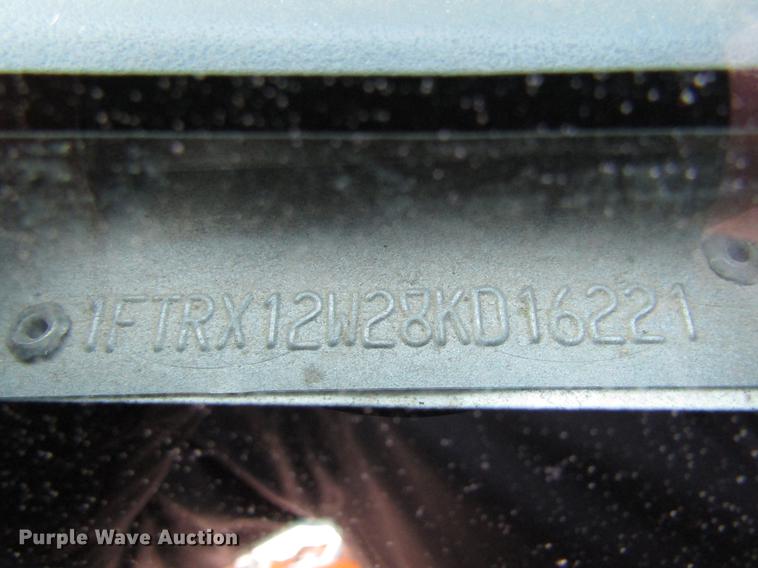 1FTRX12W28KD16221
Purple Wave Auction